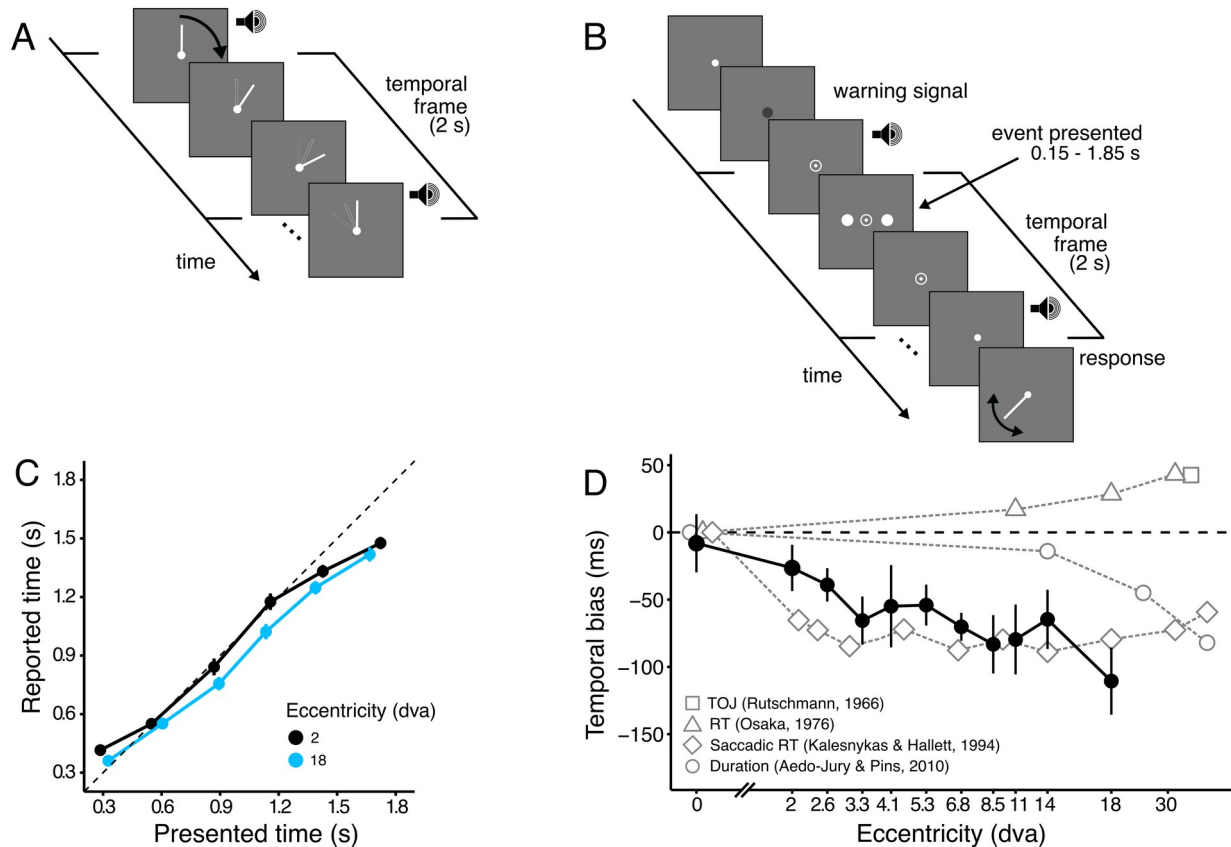 A
temporal
frame
(2 s)
time
B
warning signal
event presented
0.15 - 1.85 s
temporal
frame
(2 s)
time
response
C
Reported time (s)
1.8
1.5
1.2
0.9
0.6
0.3
Eccentricity (dva)
2
18
0.3 0.6 0.9 1.2 1.5 1.8
Presented time (s)
D
Temporal bias (ms)
50
0
−50
−100
−150
TOJ (Rutschmann, 1966)
RT (Osaka, 1976)
Saccadic RT (Kalesnykas & Hallett, 1994)
Duration (Aedo-Jury & Pins, 2010)
0 2 2.6 3.3 4.1 5.3 6.8 8.5 11 14 18 30
Eccentricity (dva)